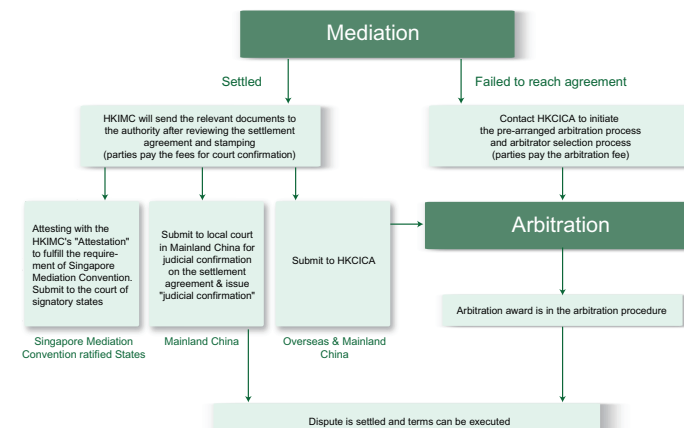 Mediation
Settled
Failed to reach agreement
HKIMC will send the relevant documents to
the authority after reviewing the settlement
agreement and stamping
(parties pay the fees for court confirmation)
Contact HKCICA to initiate
the pre-arranged arbitration process
and arbitrator selection process
(parties pay the arbitration fee)
Attesting with the
HKIMC's "Attestation"
to fulfill the require-
ment of Singapore
Mediation Convention.
Submit to the court of
signatory states
Submit to local court
in Mainland China for
judicial confirmation
on the settlement
agreement & issue
"judicial confirmation"
Submit to HKCICA
Arbitration
Arbitration award is in the arbitration procedure
Singapore Mediation
Convention ratified States
Mainland China
Overseas & Mainland
China
Dispute is settled and terms can be executed